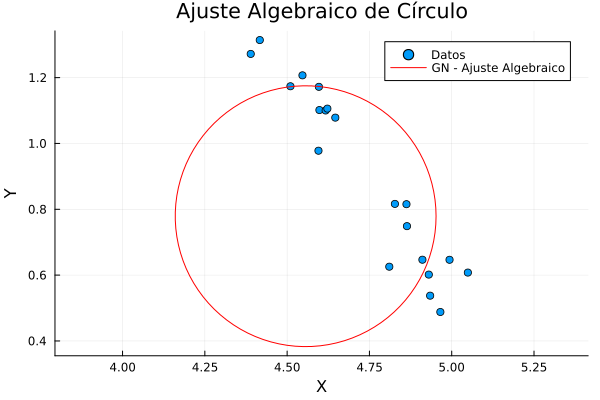 Ajuste Algebraico de Círculo
Datos
GN - Ajuste Algebraico
Y
1.2
1.0
0.8
0.6
0.4
4.00 4.25 4.50 4.75 5.00 5.25
X